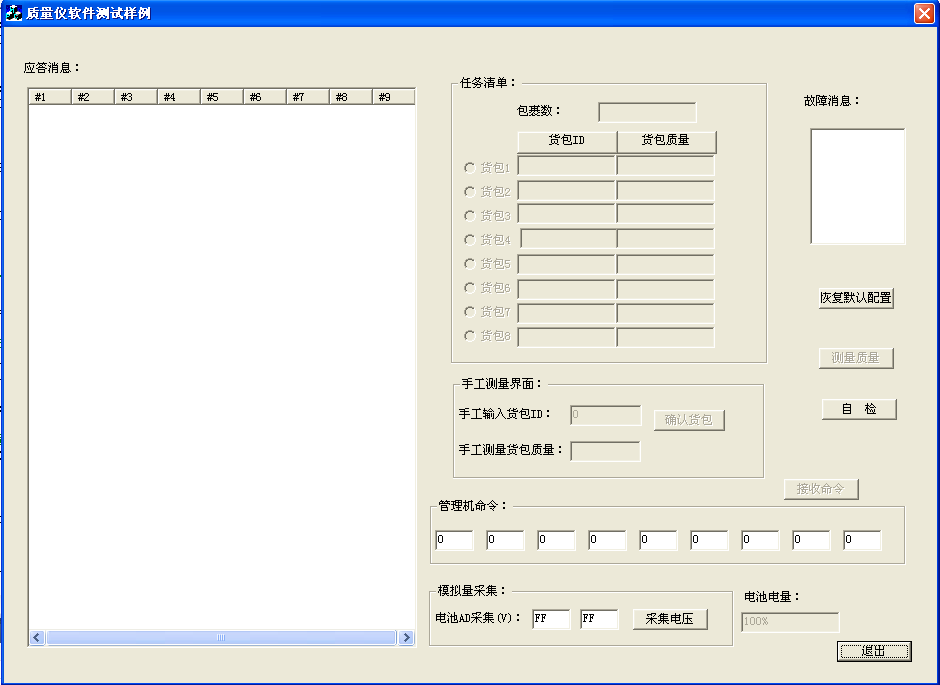 质量仪软件测试样例
应答消息：
#1 #2 #3 #4 #5 #6 #7 #8 #9
任务清单：
包裹数：
货包ID 货包质量
货包1
货包2
货包3
货包4
货包5
货包6
货包7
货包8
手工测量界面：
手工输入货包ID： 0 确认货包
手工测量货包质量：
故障消息：
恢复默认配置
测量质量
自 检
接收命令
管理机命令：
0 0 0 0 0 0 0 0 0
模拟量采集：
电池AD采集(V)： FF FF 采集电压
电池电量：
100%
退出